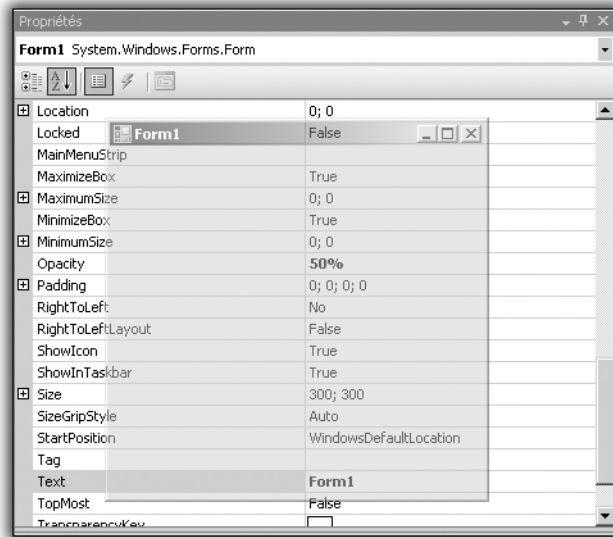 Propriétés
Form1 System.Windows.Forms.Form
Location 0; 0
Locked False
Form1
MainMenuStrip
MaximizeBox True
MaximumSize 0; 0
MinimizeBox True
MinimumSize 0; 0
Opacity 50%
Padding 0; 0; 0; 0
RightToLeft No
RightToLeftLayout False
ShowIcon True
ShowInTaskbar True
Size 300; 300
SizeGripStyle Auto
StartPosition WindowsDefaultLocation
Tag
Text Form1
TopMost False
TransparencyKey